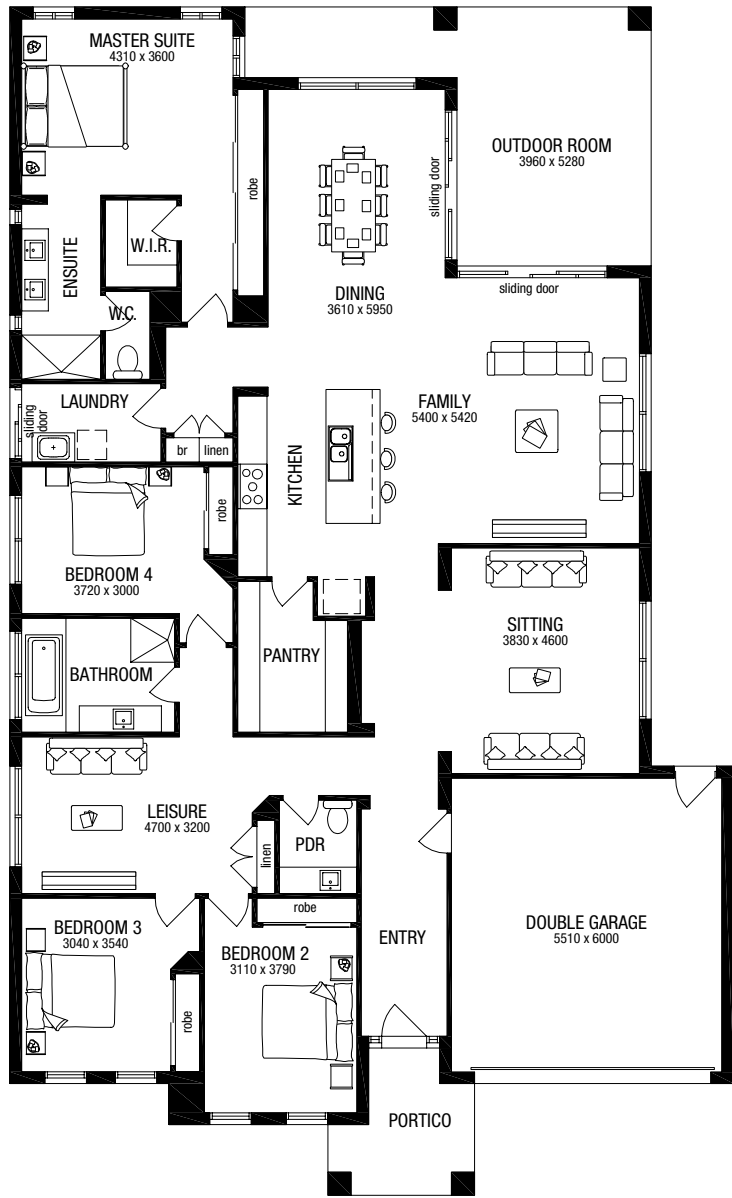 MASTER SUITE
4310 x 3600
robe
sliding door
OUTDOOR ROOM
3960 x 5280
ENSUITE
W.I.R.
W.C.
DINING
3610 x 5950
sliding door
LAUNDRY
sliding
door
br
linen
KITCHEN
FAMILY
5400 x 5420
robe
BEDROOM 4
3720 x 3000
SITTING
3830 x 4600
PANTRY
BATHROOM
LEISURE
4700 x 3200
linen
PDR
robe
BEDROOM 3
3040 x 3540
BEDROOM 2
3110 x 3790
ENTRY
DOUBLE GARAGE
5510 x 6000
robe
PORTICO